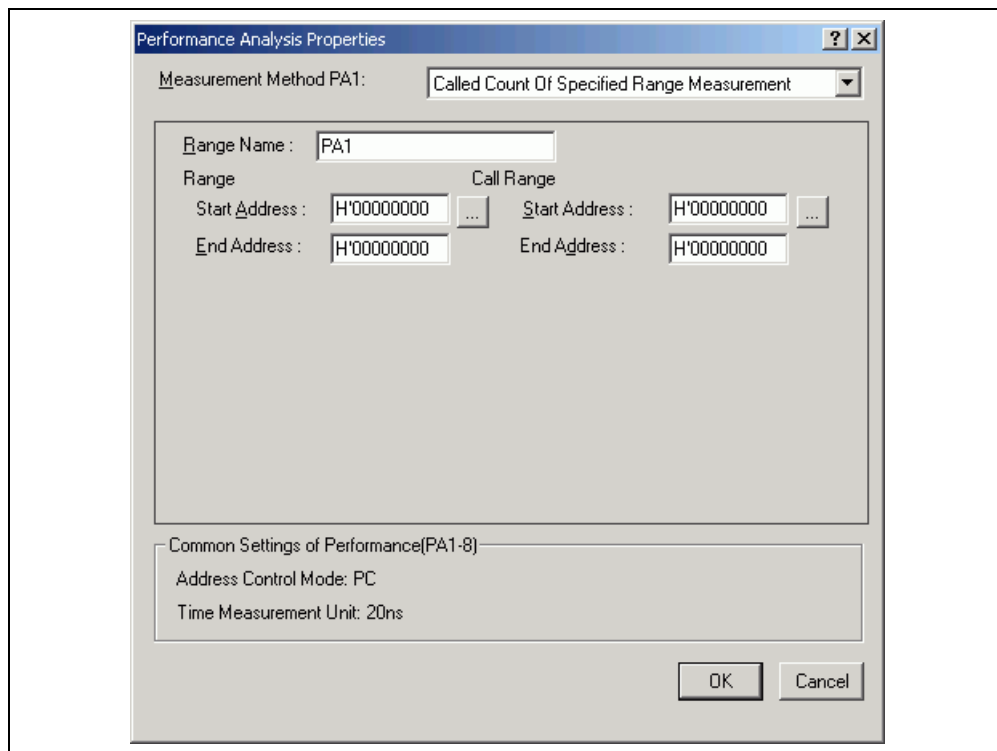 Performance Analysis Properties
Measurement Method PA1: Called Count Of Specified Range Measurement
Range Name : PA1
Range Call Range
Start Address : H'00000000 ... Start Address : H'00000000 ...
End Address : H'00000000 End Address : H'00000000
Common Settings of Performance(PA1-8)
Address Control Mode: PC
Time Measurement Unit: 20ns
OK Cancel